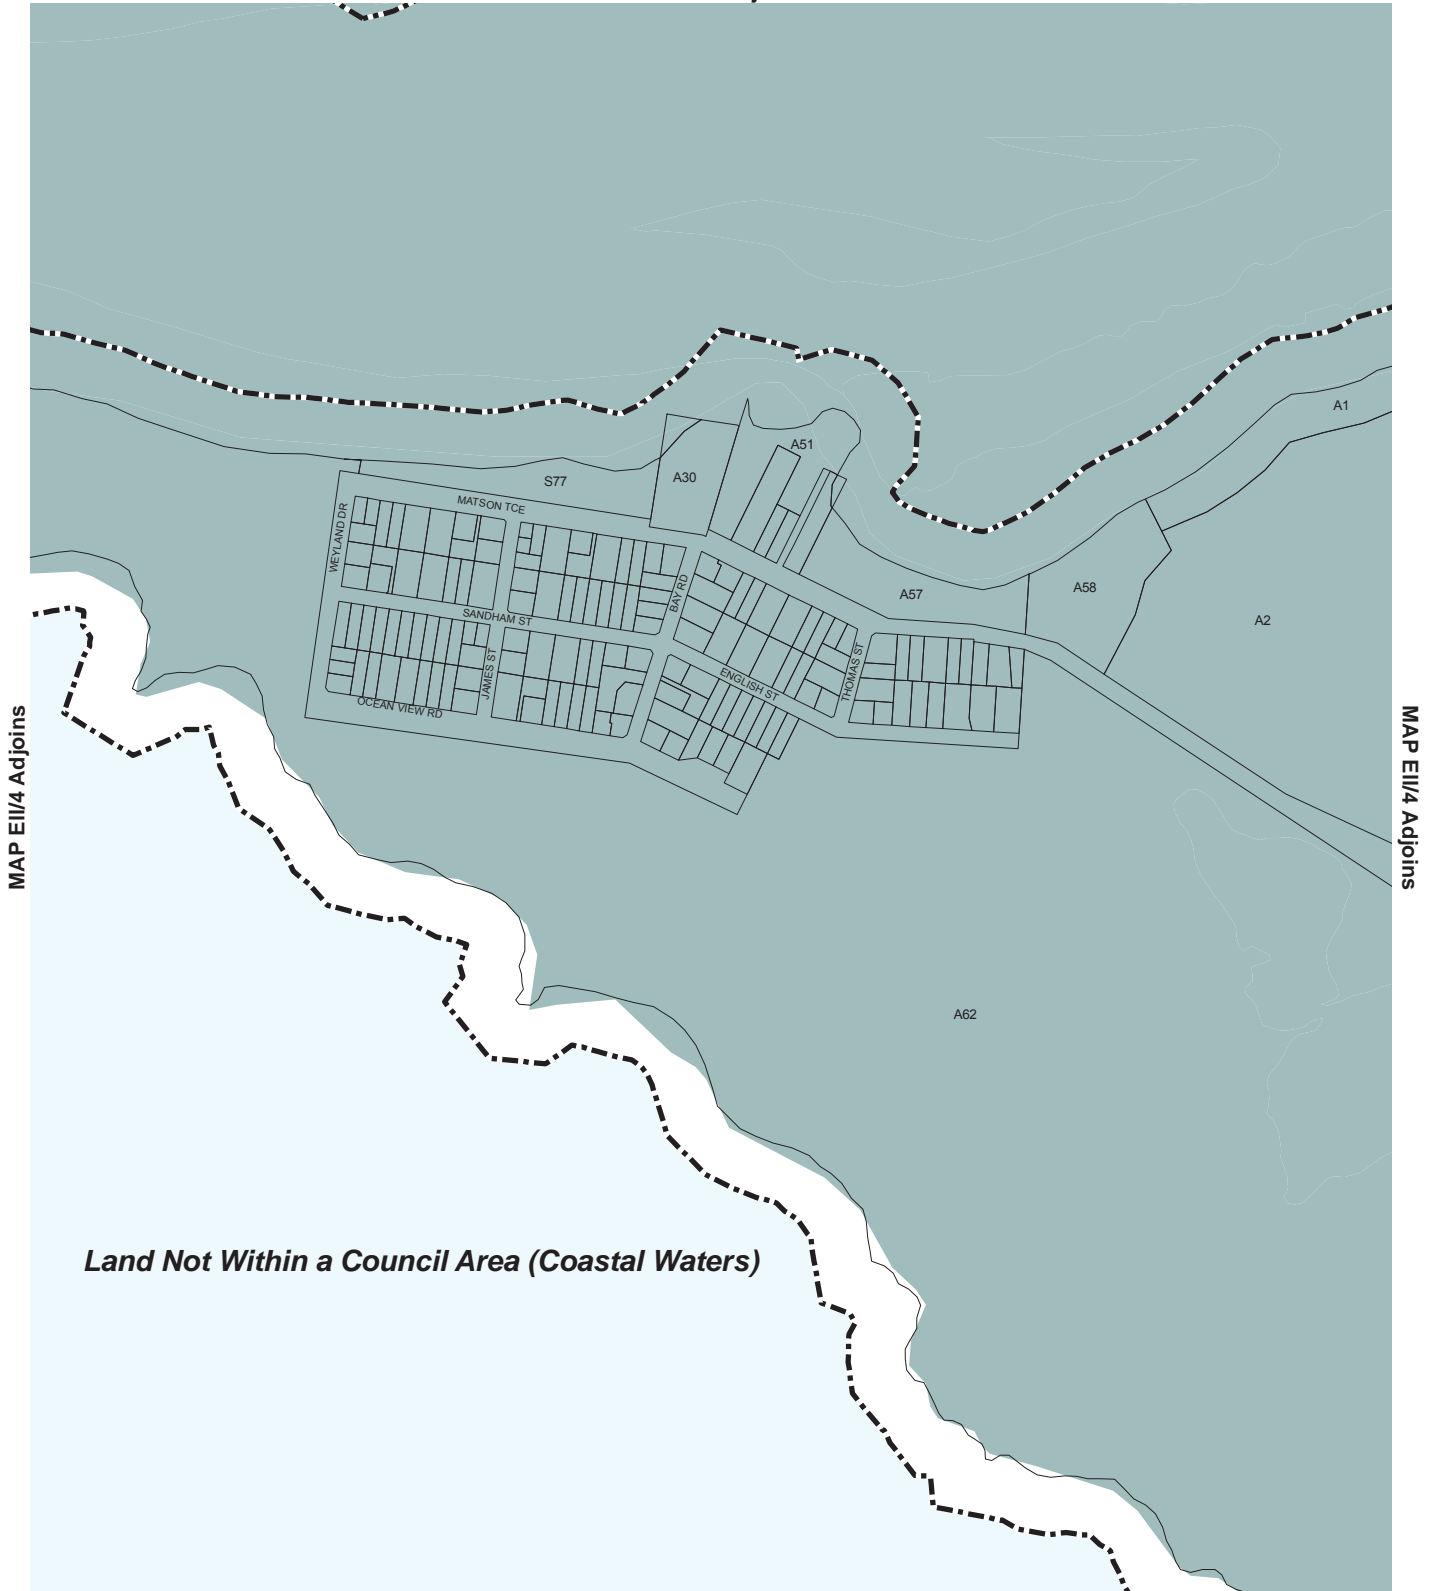 A1
A51
S77
A30
MATSON TCE
WEYLAND DR
BAY RD
A57
A58
A2
SANDHAM ST
THOMAS ST
JAMES ST
ENGLISH ST
OCEAN VIEW RD
MAP EII/4 Adjoins
MAP EII/4 Adjoins
A62
Land Not Within a Council Area (Coastal Waters)